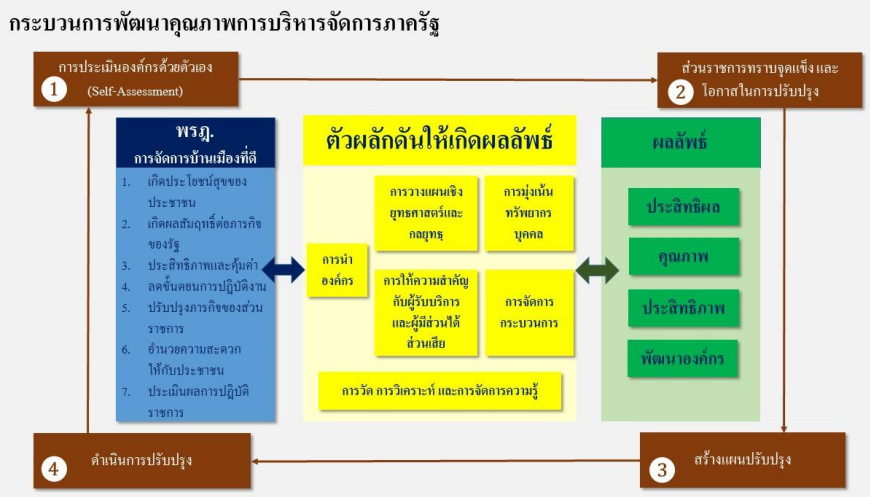 กระบวนการพัฒนาคุณภาพการบริหารจัดการภาครัฐ
การประเมินองค์กรด้วยตัวเอง
1
(Self-Assessment)
ส่วนราชการทราบจุดแข็ง และ
2
โอกาสในการปรับปรุง
พรฎ.
การจัดการบ้านเมืองที่ดี
1. เกิดประโยชน์สุขของ
ประชาชน
2. เกิดผลสัมฤทธิ์ต่อภารกิจ
ของรัฐ
3. ประสิทธิภาพและคุ้มค่า
4. ลดขั้นตอนการปฏิบัติงาน
5. ปรับปรุงภารกิจของส่วน
ราชการ
6. อำนวยความสะดวก
ให้กับประชาชน
7. ประเมินผลการปฏิบัติ
ราชการ
ตัวผลักดันให้เกิดผลลัพธ์
การนำ
องค์กร
การวางแผนเชิง
ยุทธศาสตร์และ
กลยุทธฺ
การมุ่งเน้น
ทรัพยากร
บุคคล
การให้ความสำคัญ
กับผู้รับบริการ
และผู้มีส่วนได้
ส่วนเสีย
การจัดการ
กระบวนการ
การวัด การวิเคราะห์ และการจัดการความรู้
ผลลัพธ์
ประสิทธิผล
คุณภาพ
ประสิทธิภาพ
พัฒนาองค์กร
3
สร้างแผนปรับปรุง
4
ดำเนินการปรับปรุง